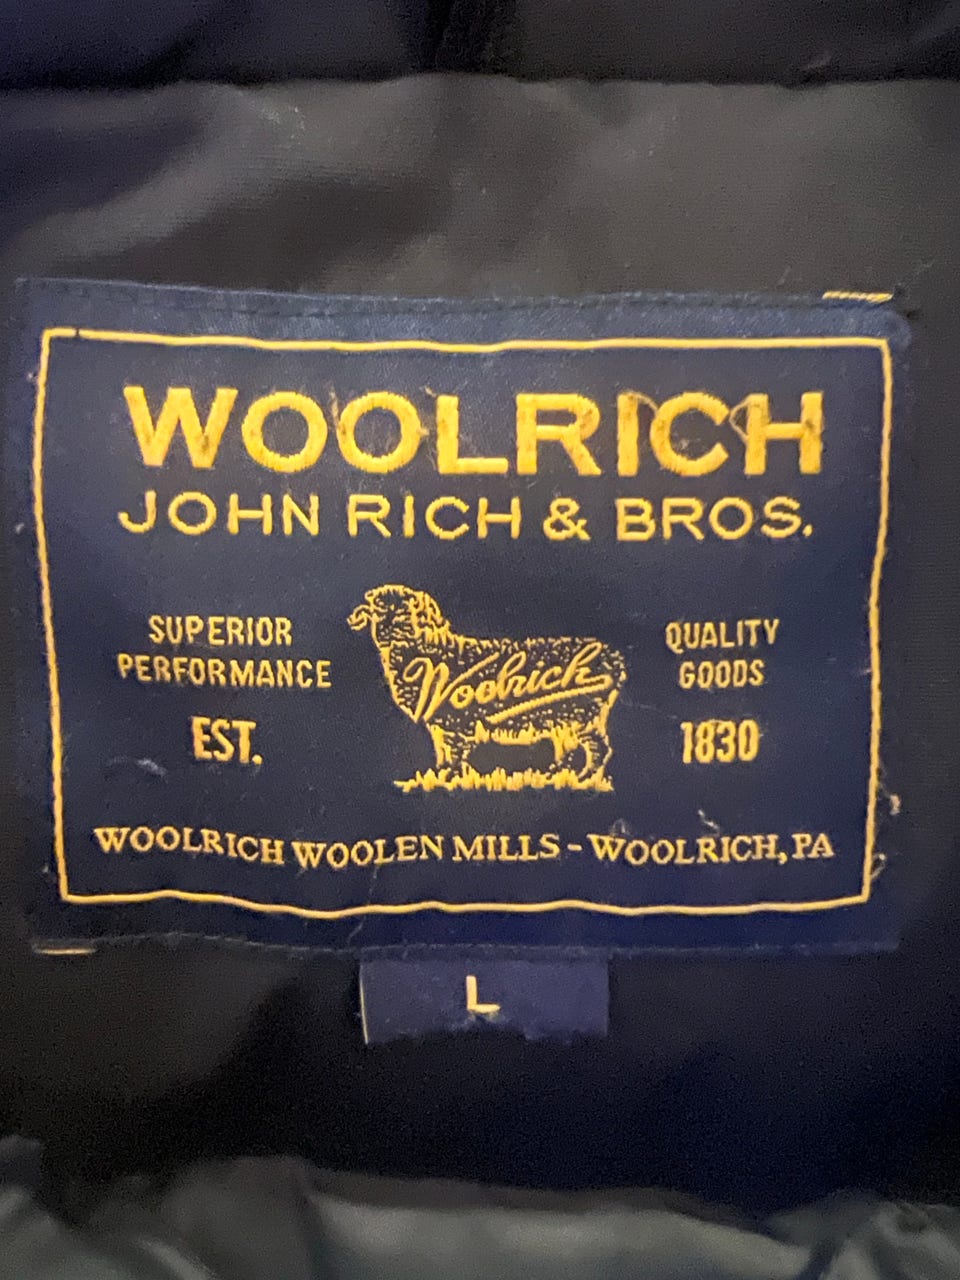 WOOLRICH
JOHN RICH & BROS.
SUPERIOR
PERFORMANCE
EST.
Woolrich
QUALITY
GOODS
1830
WOOLRICH WOOLEN MILLS - WOOLRICH, PA
L